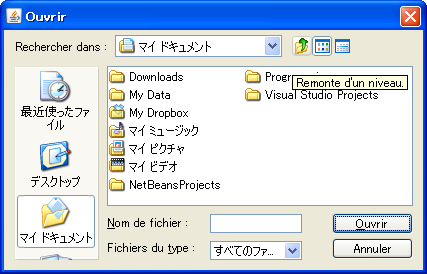 Ouvrir
Rechercher dans : マイ ドキュメント
最近使ったファ
イル
デスクトップ
マイ ドキュメント
Downloads
My Data
My Dropbox
マイ ミュージック
マイ ピクチャ
マイ ビデオ
NetBeansProjects
Visual Studio Projects
Remonte d'un niveau.
Nom de fichier :
Ouvrir
Fichiers du type : すべてのファ...
Annuler